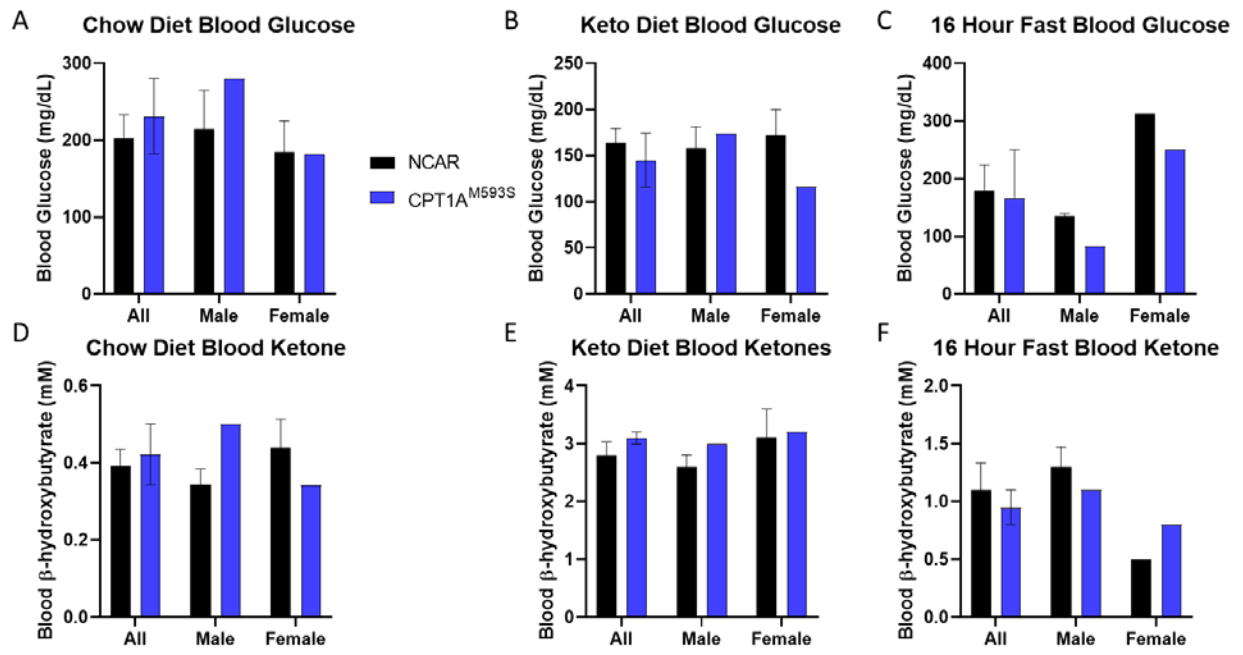 A Chow Diet Blood Glucose
Blood Glucose (mg/dL)
300
200
100
0
All Male Female
NCAR
CPT1A^M593S
B Keto Diet Blood Glucose
Blood Glucose (mg/dL)
250
200
150
100
50
0
All Male Female
C 16 Hour Fast Blood Glucose
Blood Glucose (mg/dL)
400
300
200
100
0
All Male Female
D Chow Diet Blood Ketone
Blood β-hydroxybutyrate (mM)
0.6
0.4
0.2
0.0
All Male Female
E Keto Diet Blood Ketones
Blood β-hydroxybutyrate (mM)
4
3
2
1
0
All Male Female
F 16 Hour Fast Blood Ketone
Blood β-hydroxybutyrate (mM)
2.0
1.5
1.0
0.5
0.0
All Male Female